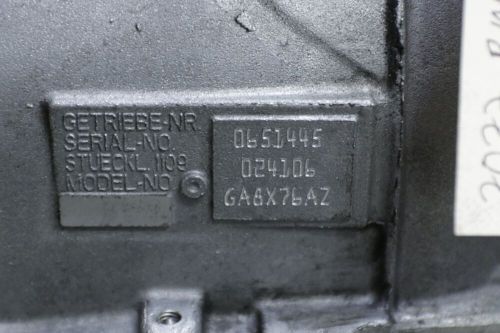 GETRIEBE-NR
SERIAL-NO.
STUECKL. 1109
MODEL-NO
0651445
024106
GA8X76AZ